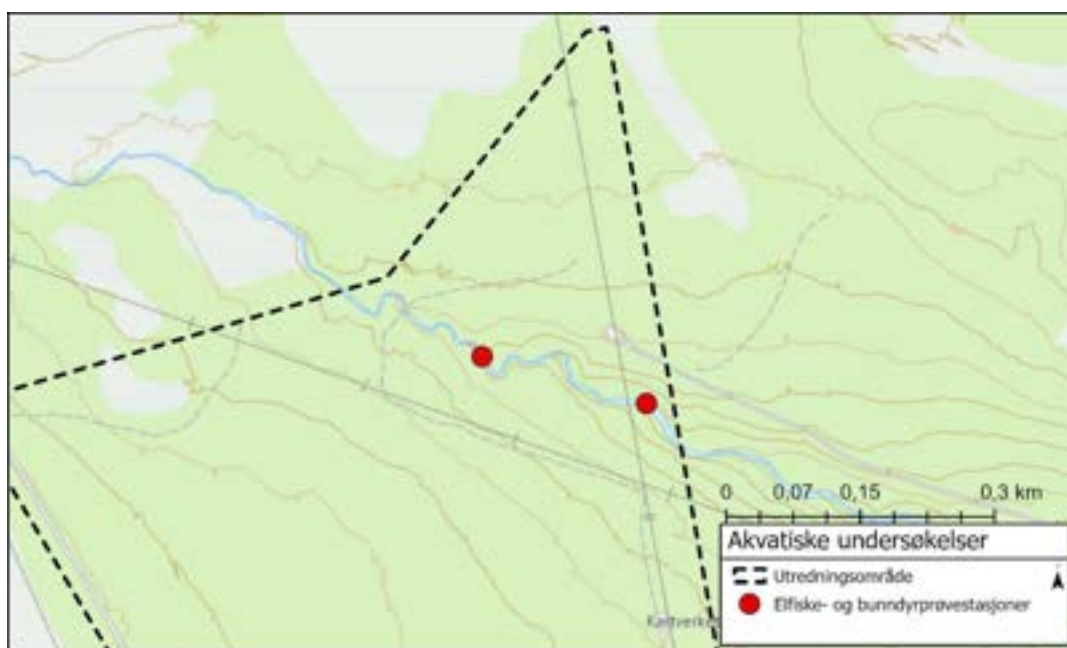 0 0,07 0,15 0,3 km
Akvatiske undersøkelser
Utredningsområde
Elfiske- og bunndyrprøvestasjoner